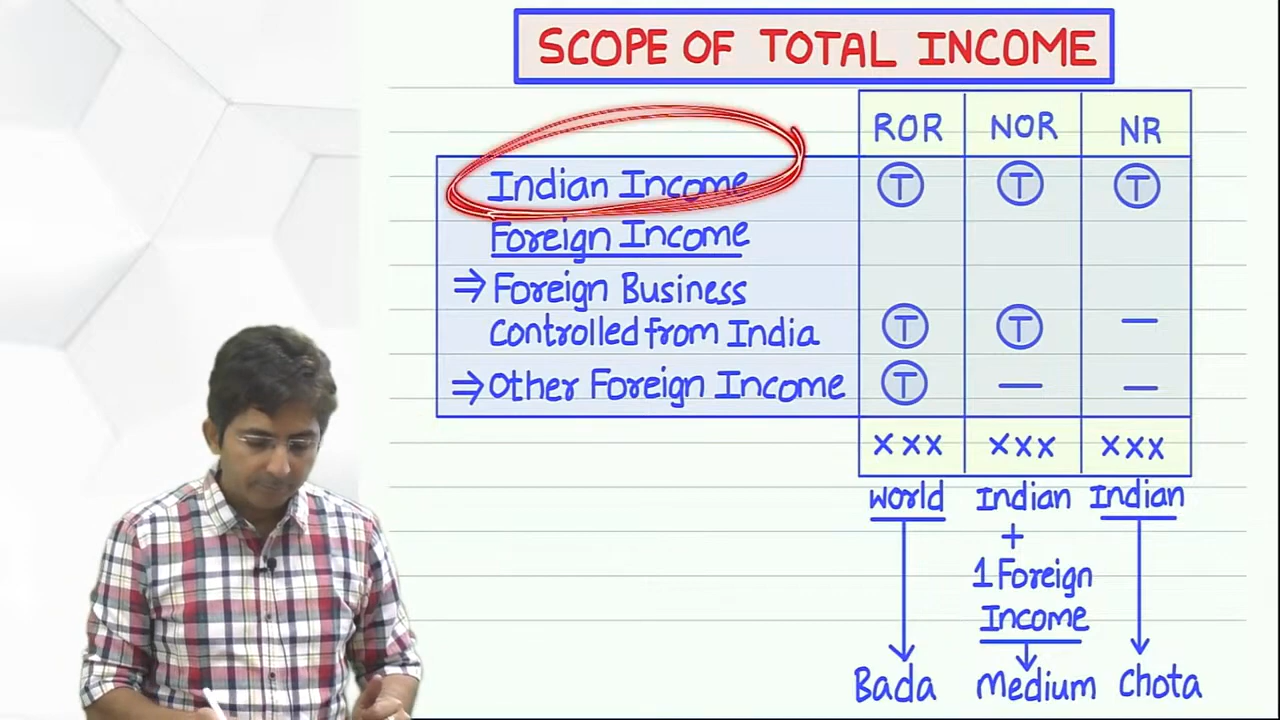 SCOPE OF TOTAL INCOME
ROR NOR NR
Indian Income T T T
Foreign Income
⇒ Foreign Business
Controlled from India T T —
⇒ Other Foreign Income T — —
xxx xxx xxx
World Indian Indian
+
1 Foreign
Income
Bada Medium Chota